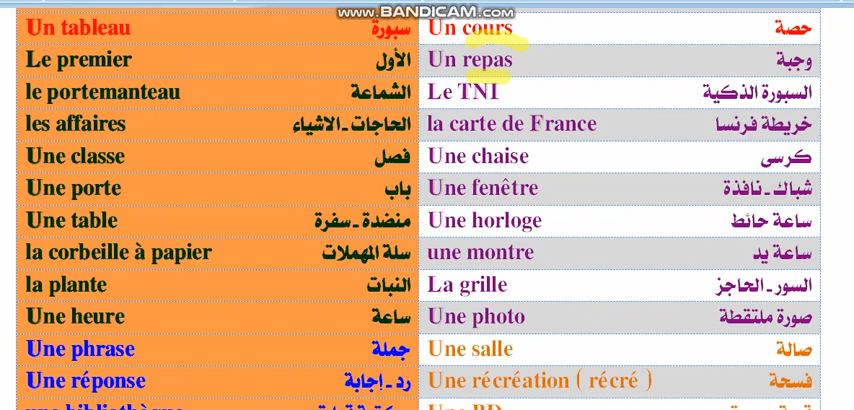 WWW.BANDICAM.COM
Un tableau سبورة Un cours حصة
Le premier الأول Un repas وجبة
le portemanteau الشماعة Le TNI السبورة الذكية
les affaires الحاجات - الاشياء la carte de France خريطة فرنسا
Une classe فصل Une chaise كرسى
Une porte باب Une fenêtre شباك - نافذة
Une table منضدة - سفرة Une horloge ساعة حائط
la corbeille à papier سلة المهملات une montre ساعة يد
la plante النبات La grille السور - الحاجز
Une heure ساعة Une photo صورة ملتقطة
Une phrase جملة Une salle صالة
Une réponse رد - إجابة Une récréation ( récré ) فسحة